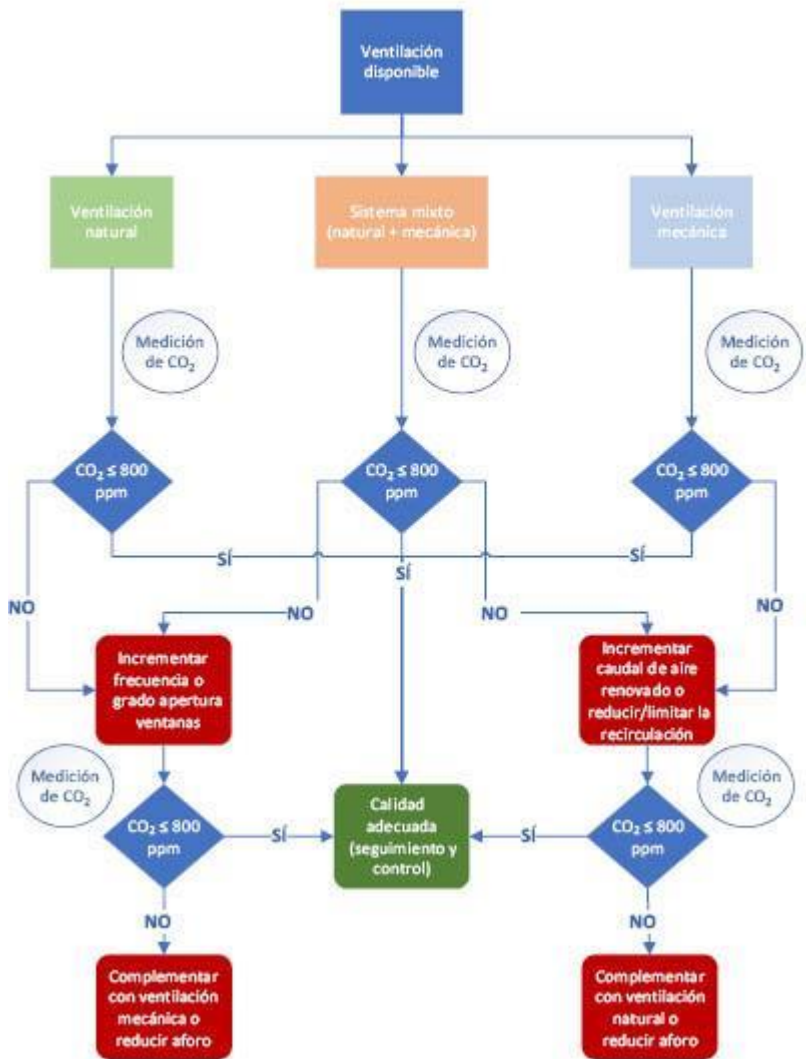 Ventilación
disponible
Ventilación
natural
Sistema mixto
(natural + mecánica)
Ventilación
mecánica
Medición
de CO₂
Medición
de CO₂
Medición
de CO₂
CO₂ ≤ 800
ppm
CO₂ ≤ 800
ppm
CO₂ ≤ 800
ppm
SÍ
SÍ
SÍ
NO
NO
NO
NO
Incrementar
frecuencia o
grado apertura
ventanas
Incrementar
caudal de aire
renovado o
reducir/limitar la
recirculación
Medición
de CO₂
Medición
de CO₂
CO₂ ≤ 800
ppm
SÍ
Calidad
adecuada
(seguimiento y
control)
SÍ
CO₂ ≤ 800
ppm
NO
NO
Complementar
con ventilación
mecánica o
reducir aforo
Complementar
con ventilación
natural o
reducir aforo